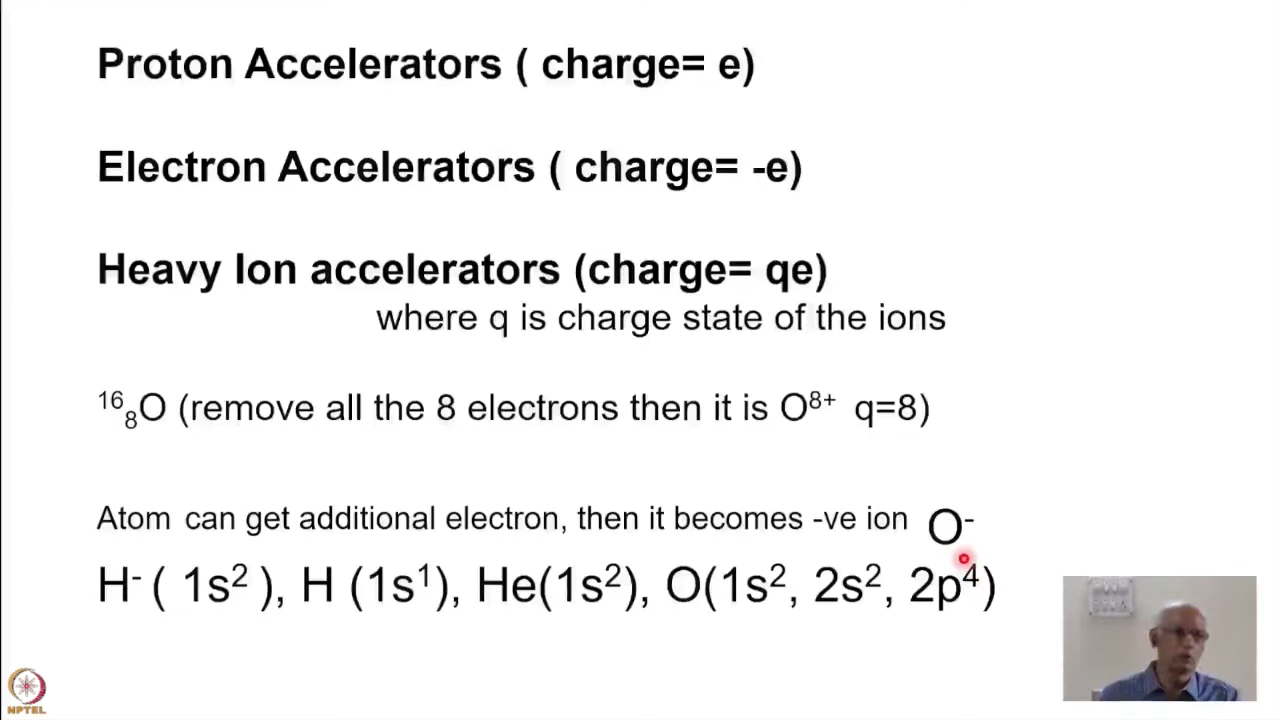 Proton Accelerators ( charge= e)
Electron Accelerators ( charge= -e)
Heavy Ion accelerators (charge= qe)
where q is charge state of the ions
¹⁶₈O (remove all the 8 electrons then it is O⁸⁺ q=8)
Atom can get additional electron, then it becomes -ve ion O⁻
H⁻ ( 1s² ), H (1s¹), He(1s²), O(1s², 2s², 2p⁴)
NPTEL